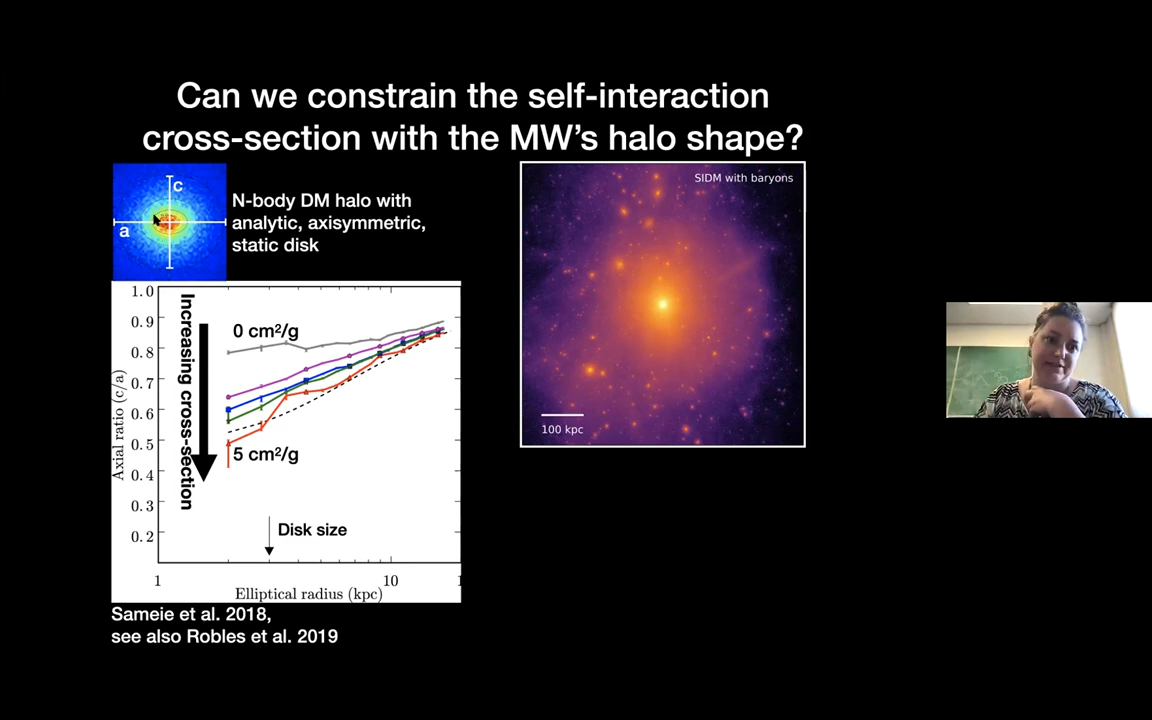 Can we constrain the self-interaction
cross-section with the MW's halo shape?
c
a
N-body DM halo with
analytic, axisymmetric,
static disk
SIDM with baryons
100 kpc
1.0
0.9
0.8
0.7
0.6
0.5
0.4
0.3
0.2
Axial ratio (c/a)
Increasing cross-section
0 cm²/g
5 cm²/g
Disk size
1
10
1
Elliptical radius (kpc)
Sameie et al. 2018,
see also Robles et al. 2019